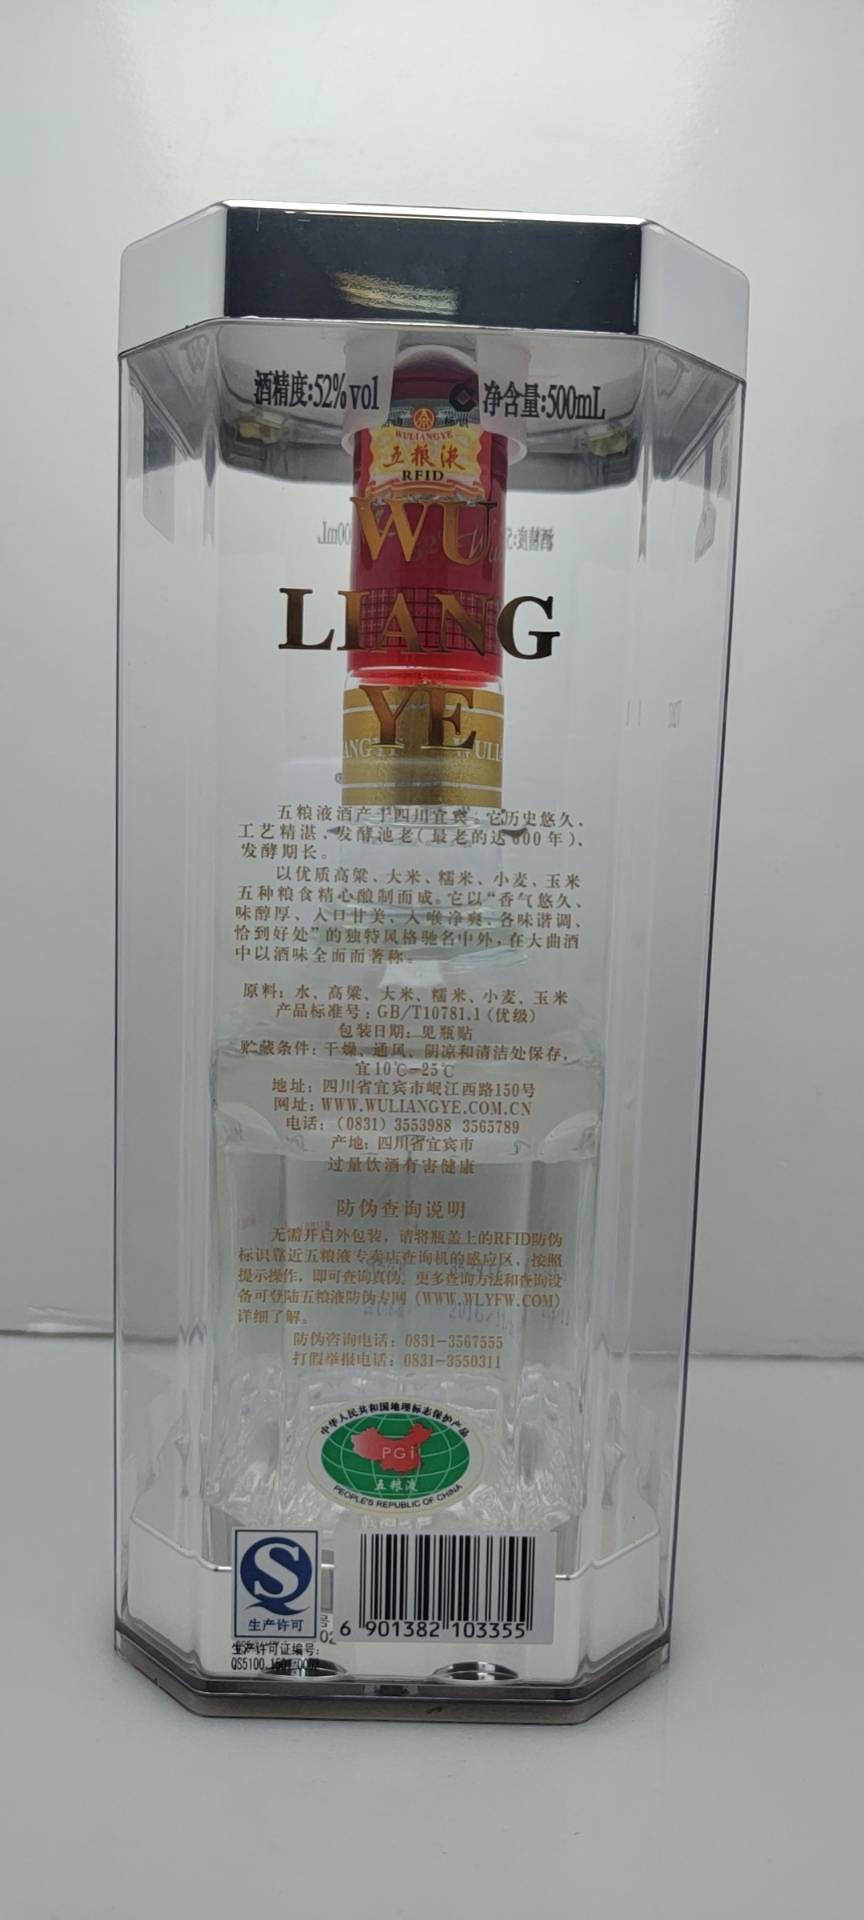 酒精度:52%vol
净含量:500mL
WULIANGYE
五粮液
RFID
WU
LIANG
YE
五粮液酒产于四川宜宾。它历史悠久、
工艺精湛、发酵池老(最老的达600年)、
发酵期长。
以优质高粱、大米、糯米、小麦、玉米
五种粮食精心酿制而成。它以“香气悠久、
味醇厚、入口甘美、入喉净爽、各味谐调、
恰到好处”的独特风格驰名中外,在大曲酒
中以酒味全面而著称。
原料: 水、高粱、大米、糯米、小麦、玉米
产品标准号: GB/T10781.1 (优级)
包装日期: 见瓶贴
贮藏条件: 干燥、通风、阴凉和清洁处保存,
宜10℃-25℃
地址: 四川省宜宾市岷江西路150号
网址: WWW.WULIANGYE.COM.CN
电话: (0831) 3553988 3565789
产地: 四川省宜宾市
过量饮酒有害健康
防伪查询说明
无需开启外包装, 请将瓶盖上的RFID防伪
标识靠近五粮液专卖店查询机的感应区, 按照
提示操作, 即可查询真伪。更多查询方法和查询设
备可登陆五粮液防伪专网 (WWW.WLYFW.COM)
详细了解。
防伪咨询电话: 0831-3567555
打假举报电话: 0831-3550311
中华人民共和国地理标志保护产品
PGI
五粮液
PEOPLE'S REPUBLIC OF CHINA
生产许可
生产许可证编号:
QS5100 1501 0002
6 901382 103355